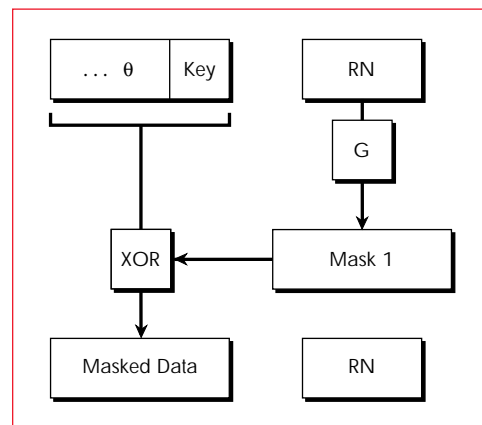 ... θ Key RN
G
XOR Mask 1
Masked Data RN